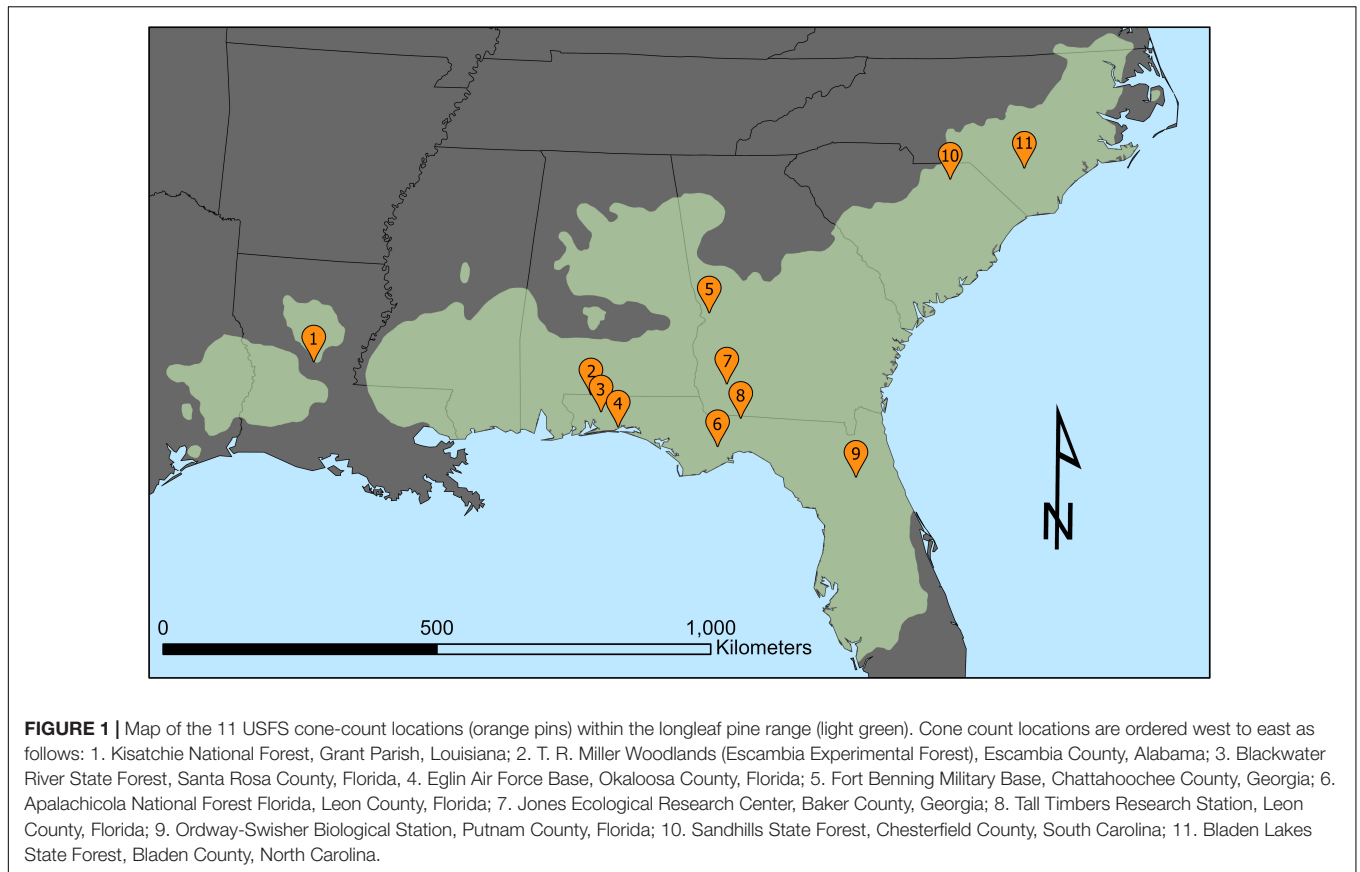 10
11
5
1
7
2
3
8
4
6
9
N
0 500 1,000
Kilometers
FIGURE 1 | Map of the 11 USFS cone-count locations (orange pins) within the longleaf pine range (light green). Cone count locations are ordered west to east as
follows: 1. Kisatchie National Forest, Grant Parish, Louisiana; 2. T. R. Miller Woodlands (Escambia Experimental Forest), Escambia County, Alabama; 3. Blackwater
River State Forest, Santa Rosa County, Florida, 4. Eglin Air Force Base, Okaloosa County, Florida; 5. Fort Benning Military Base, Chattahoochee County, Georgia; 6.
Apalachicola National Forest Florida, Leon County, Florida; 7. Jones Ecological Research Center, Baker County, Georgia; 8. Tall Timbers Research Station, Leon
County, Florida; 9. Ordway-Swisher Biological Station, Putnam County, Florida; 10. Sandhills State Forest, Chesterfield County, South Carolina; 11. Bladen Lakes
State Forest, Bladen County, North Carolina.